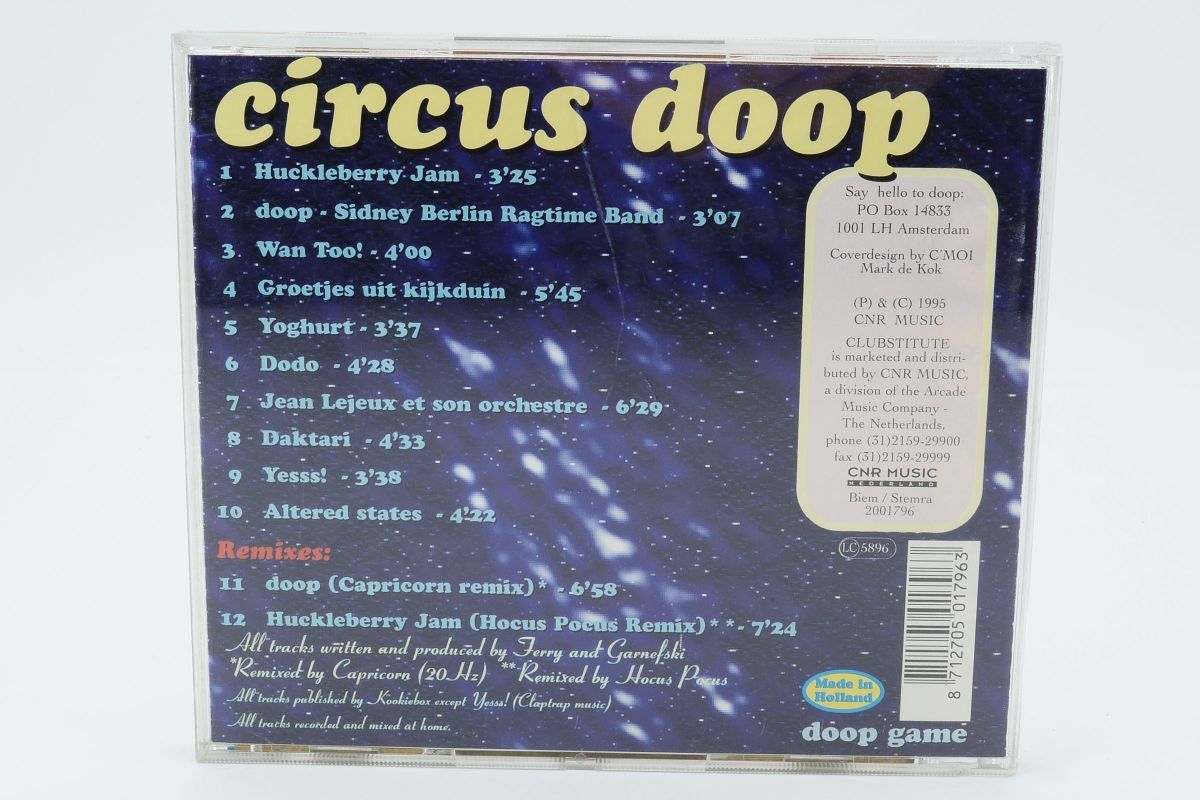 circus doop
1 Huckleberry Jam - 3'25
2 doop - Sidney Berlin Ragtime Band - 3'07
3 Wan Too! - 4'00
4 Groetjes uit kijkduin - 5'45
5 Yoghurt - 3'37
6 Dodo - 4'28
7 Jean Lejeux et son orchestre - 6'29
8 Daktari - 4'33
9 Yesss! - 3'38
10 Altered states - 4'22
Remixes:
11 doop (Capricorn remix)* - 6'58
12 Huckleberry Jam (Hocus Pocus Remix)** - 7'24
All tracks written and produced by Ferry and Garnefski
*Remixed by Capricorn (20Hz) **Remixed by Hocus Pocus
All tracks published by Kookiebox except Yesss! (Claptrap music)
All tracks recorded and mixed at home.
Say hello to doop:
PO Box 14833
1001 LH Amsterdam
Coverdesign by C'MOI
Mark de Kok
(P) & (C) 1995
CNR MUSIC
CLUBSTITUTE
is marketed and distri-
buted by CNR MUSIC,
a division of the Arcade
Music Company -
The Netherlands,
phone (31)2159-29900
fax (31)2159-29999
CNR MUSIC
NEDERLAND
Biem / Stemra
2001796
LC 5896
8 712705 017963
Made in
Holland
doop game